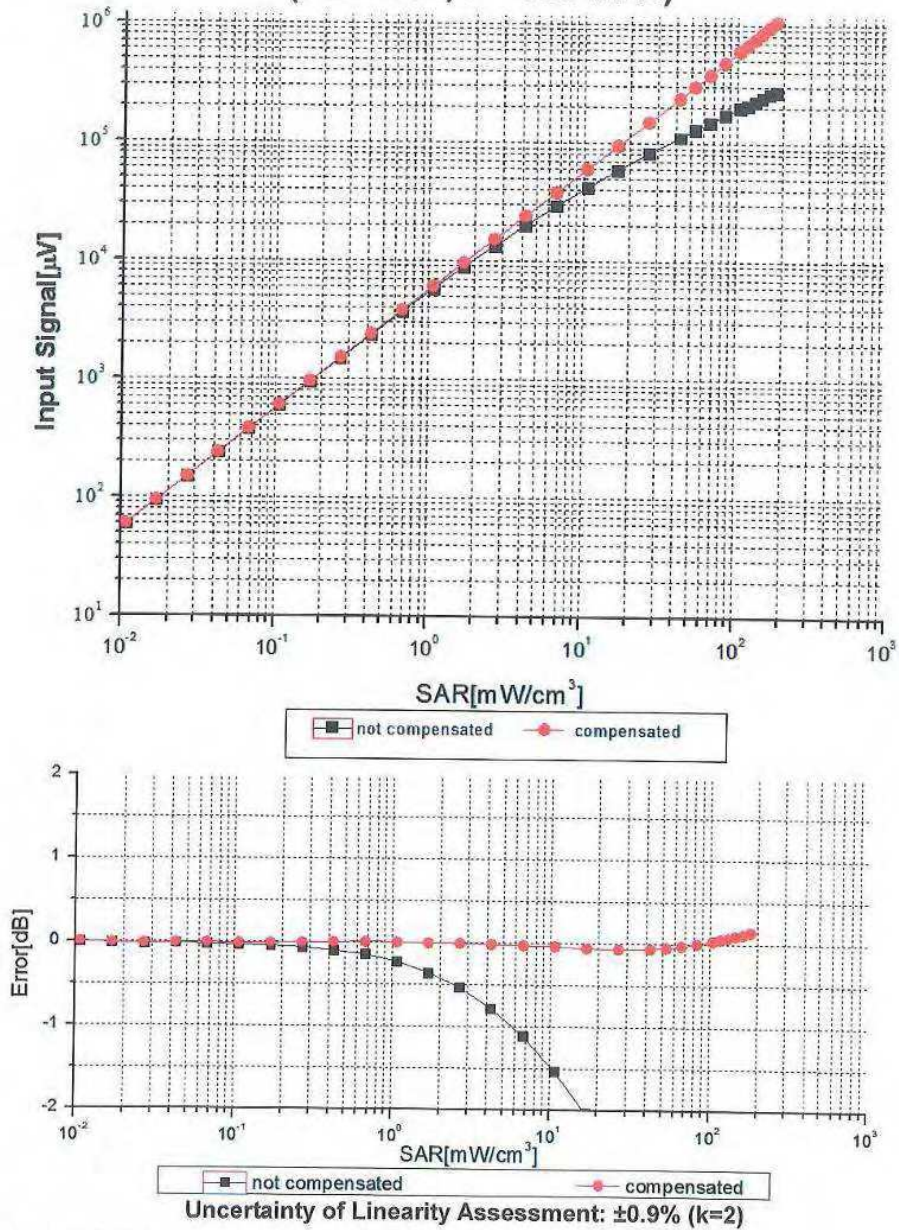 10⁶
10⁵
10⁴
10³
10²
10¹
Input Signal[µV]
10⁻² 10⁻¹ 10⁰ 10¹ 10² 10³
SAR[mW/cm³]
not compensated compensated
2
1
0
-1
-2
Error[dB]
10⁻² 10⁻¹ 10⁰ 10¹ 10² 10³
SAR[mW/cm³]
not compensated compensated
Uncertainty of Linearity Assessment: ±0.9% (k=2)